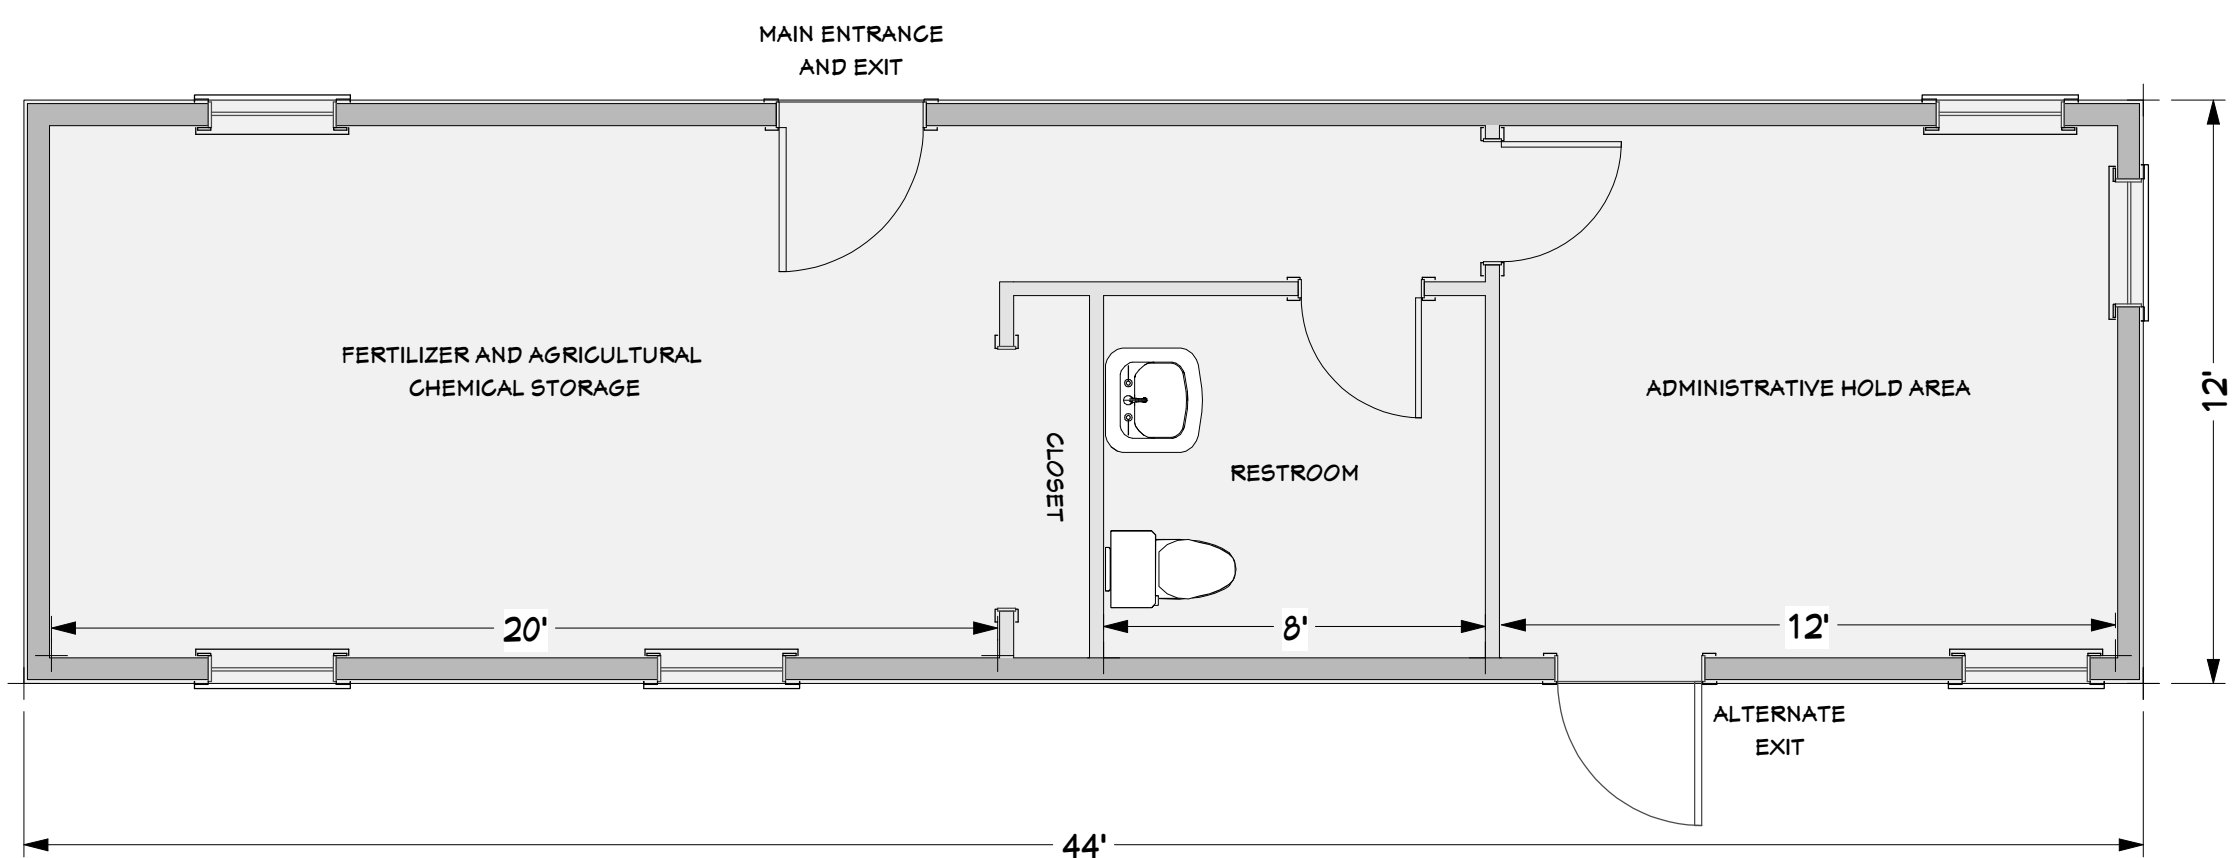 MAIN ENTRANCE
AND EXIT
FERTILIZER AND AGRICULTURAL
CHEMICAL STORAGE
CLOSET
RESTROOM
ADMINISTRATIVE HOLD AREA
12'
20'
8'
12'
ALTERNATE
EXIT
44'